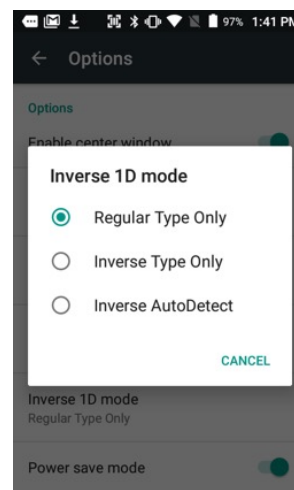 97% 1:41 PM
Options
Options
Enable center window
Inverse 1D mode
Regular Type Only
Inverse Type Only
Inverse AutoDetect
CANCEL
Inverse 1D mode
Regular Type Only
Power save mode